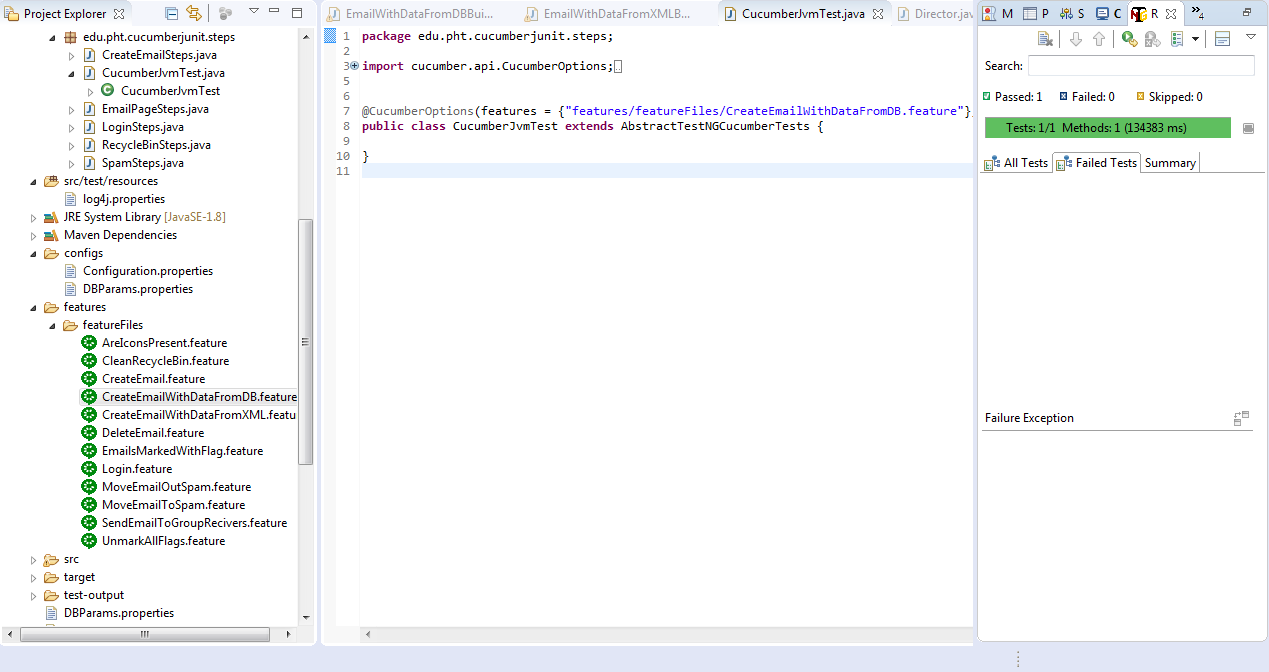 Project Explorer
edu.pht.cucumberjunit.steps
CreateEmailSteps.java
CucumberJvmTest.java
CucumberJvmTest
EmailPageSteps.java
LoginSteps.java
RecycleBinSteps.java
SpamSteps.java
src/test/resources
log4j.properties
JRE System Library [JavaSE-1.8]
Maven Dependencies
configs
Configuration.properties
DBParams.properties
features
featureFiles
AreIconsPresent.feature
CleanRecycleBin.feature
CreateEmail.feature
CreateEmailWithDataFromDB.feature
CreateEmailWithDataFromXML.featu
DeleteEmail.feature
EmailsMarkedWithFlag.feature
Login.feature
MoveEmailOutSpam.feature
MoveEmailToSpam.feature
SendEmailToGroupRecivers.feature
UnmarkAllFlags.feature
src
target
test-output
DBParams.properties
EmailWithDataFromDBBui... EmailWithDataFromXMLB... CucumberJvmTest.java Director.jav
1 package edu.pht.cucumberjunit.steps;
2
3 import cucumber.api.CucumberOptions;
5
6
7 @CucumberOptions(features = {"features/featureFiles/CreateEmailWithDataFromDB.feature"}
8 public class CucumberJvmTest extends AbstractTestNGCucumberTests {
9
10 }
11
M P S C R »4
Search:
Passed: 1 Failed: 0 Skipped: 0
Tests: 1/1 Methods: 1 (134383 ms)
All Tests Failed Tests Summary
Failure Exception